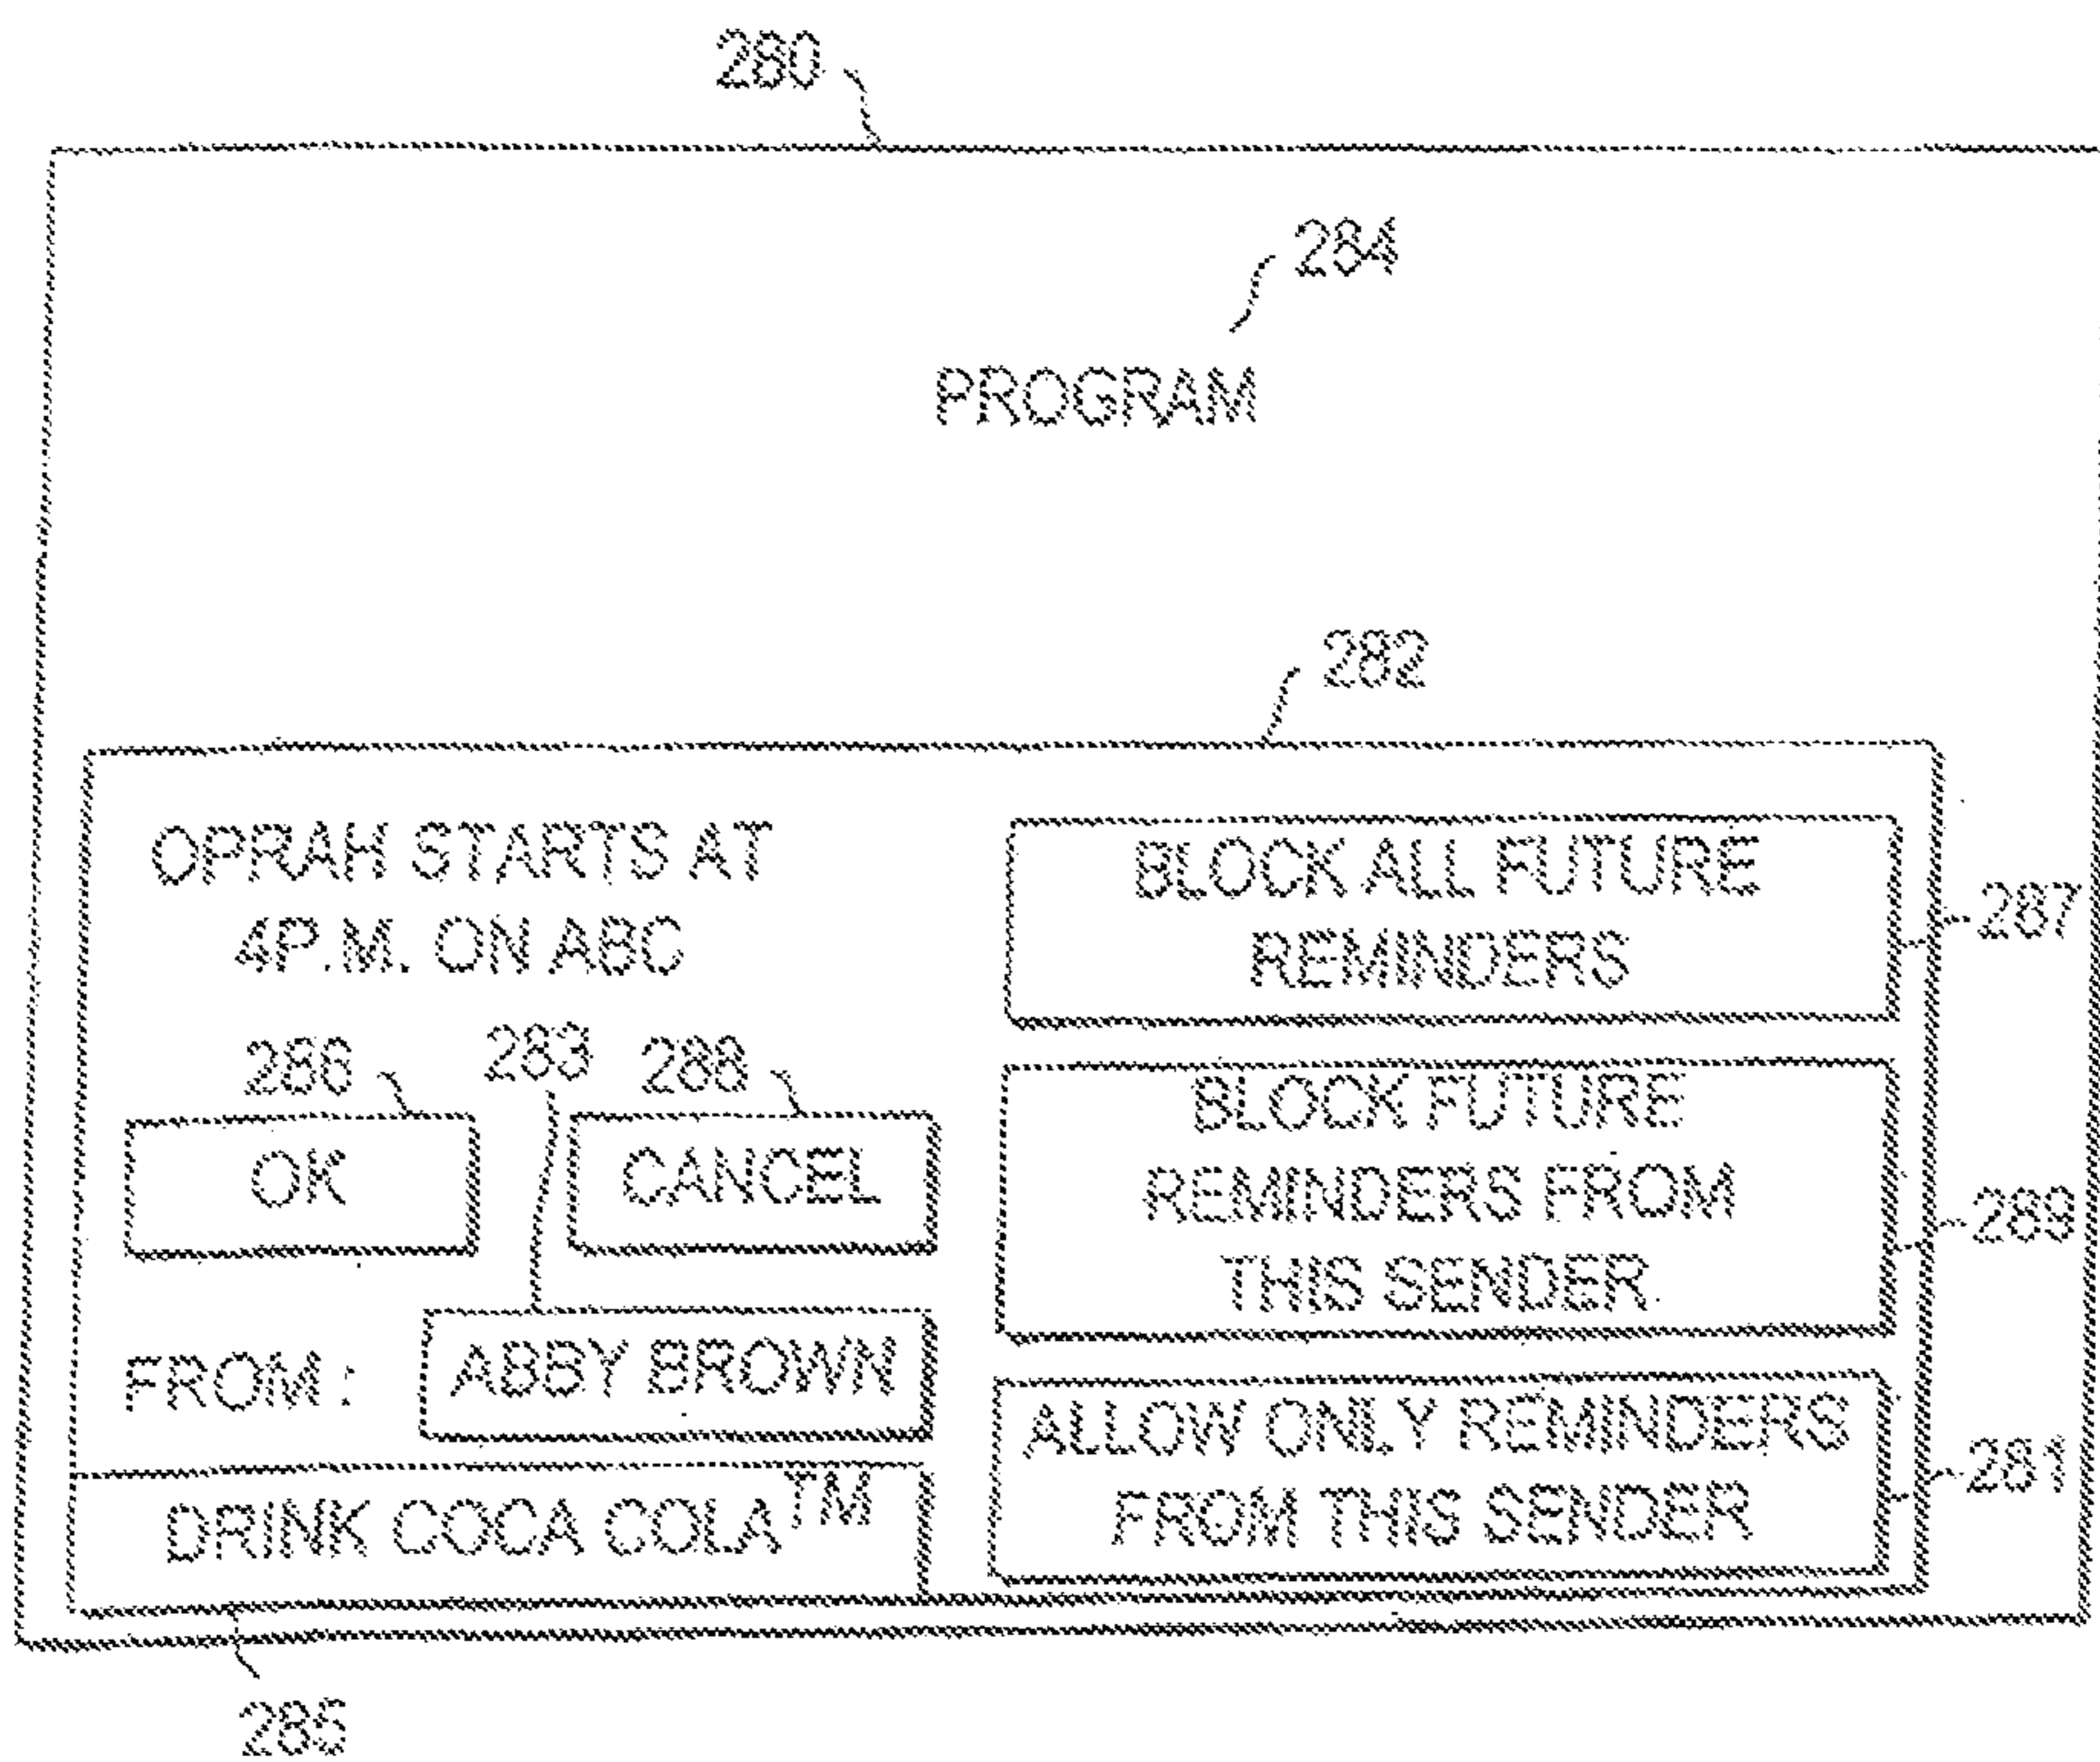 280
284
PROGRAM
282
OPRAH STARTS AT
4P.M. ON ABC
BLOCK ALL FUTURE
REMINDERS
287
286
283
288
OK
CANCEL
BLOCK FUTURE
REMINDERS FROM
THIS SENDER
289
FROM :
ABBY BROWN
ALLOW ONLY REMINDERS
FROM THIS SENDER
281
DRINK COCA COLA™
285